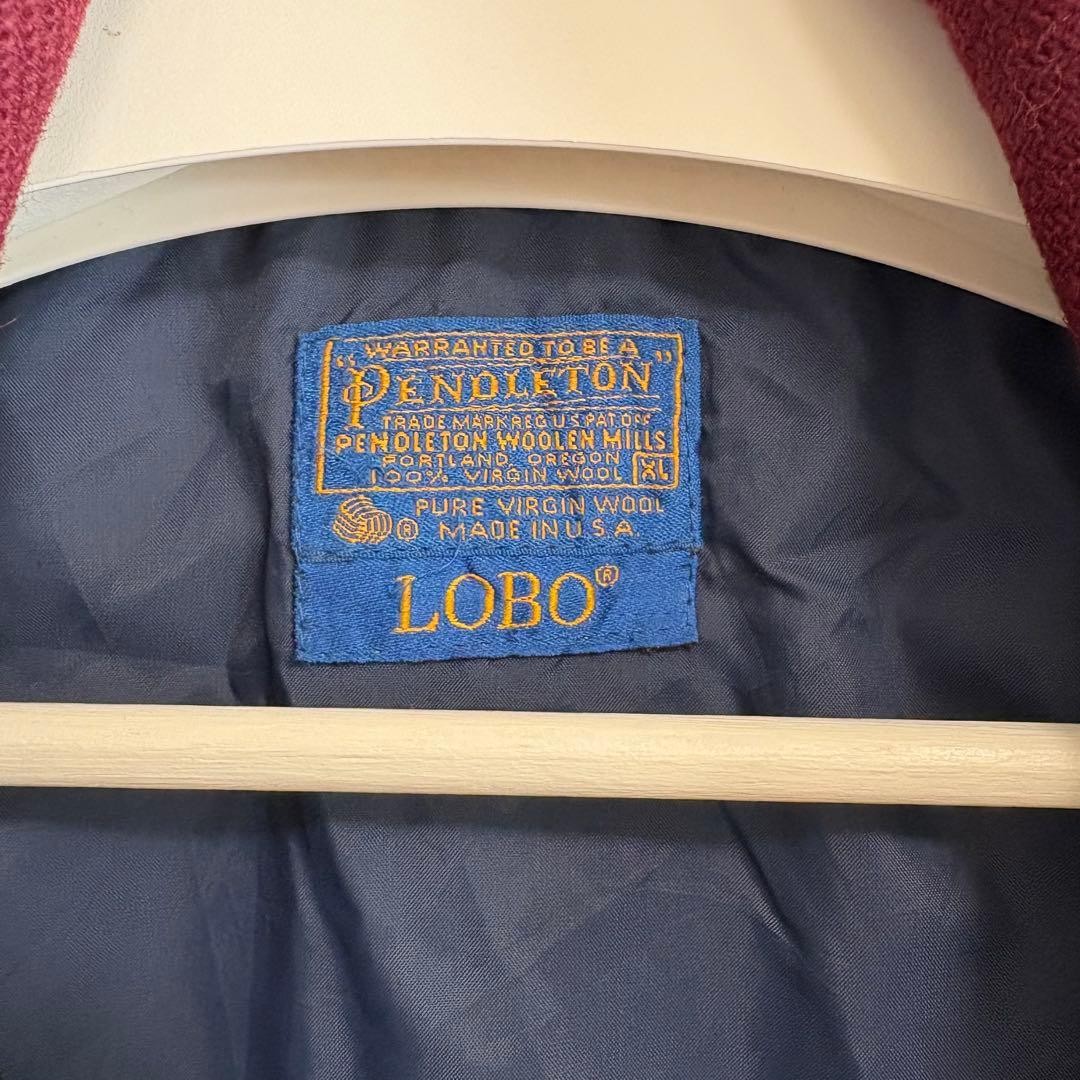 "WARRANTED TO BE A
PENDLETON"
TRADE MARK REG U S PAT OFF
PENDLETON WOOLEN MILLS
PORTLAND, OREGON
100% VIRGIN WOOL XL
PURE VIRGIN WOOL
® MADE IN U.S.A.
LOBO®